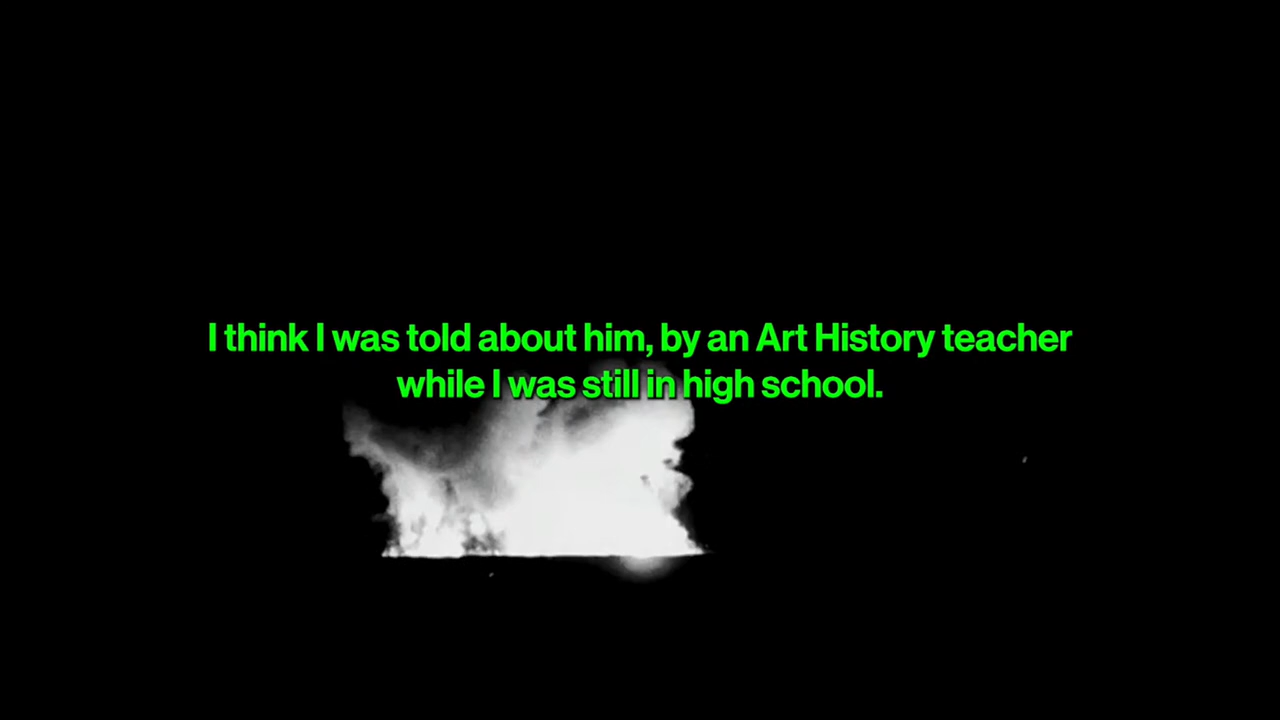 I think I was told about him, by an Art History teacher
while I was still in high school.